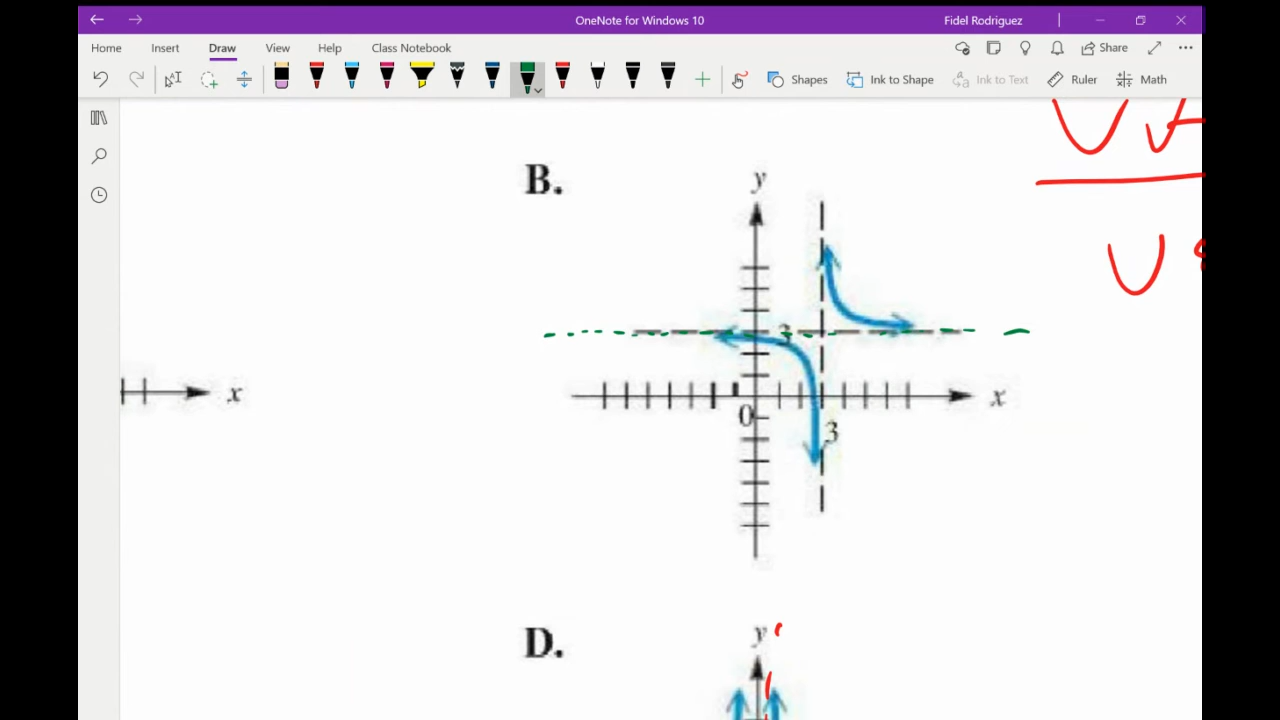 OneNote for Windows 10
Fidel Rodriguez
Home Insert Draw View Help Class Notebook
Share
Shapes
Ink to Shape
Ink to Text
Ruler
Math
B.
y
3
x
x
0
3
D.
y